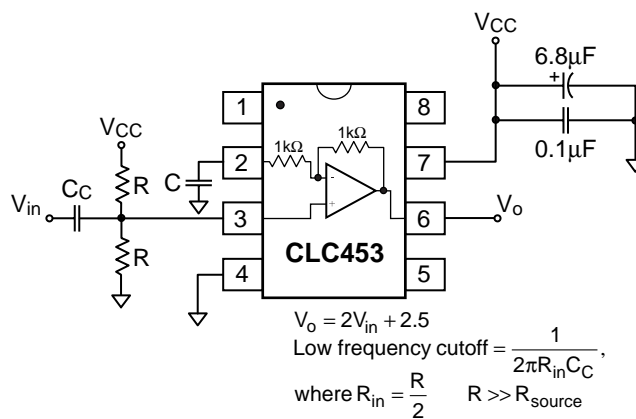 VCC
6.8μF
+
0.1μF
1
8
VCC
1kΩ
1kΩ
2
7
R
C
CC
Vin
-
+
3
6
Vo
R
CLC453
4
5
Vo = 2Vin + 2.5
Low frequency cutoff = 1 / 2πRinCC ,
where Rin = R / 2 R >> Rsource